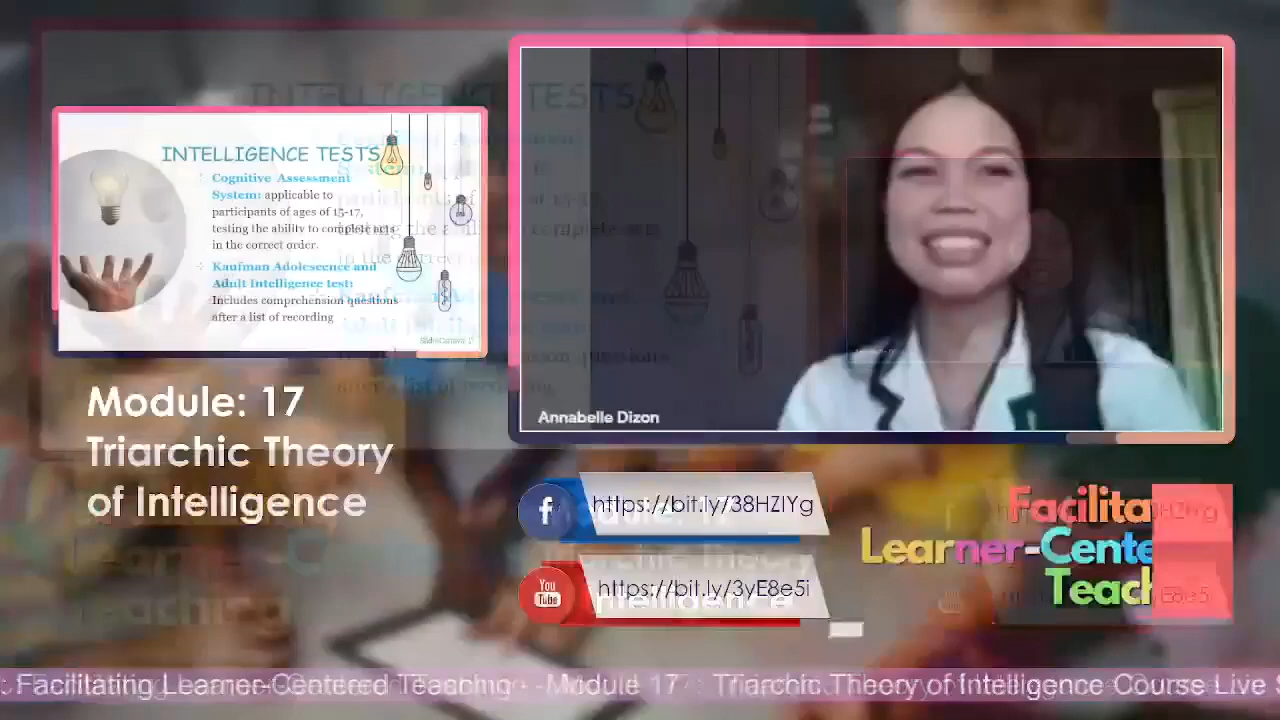 INTELLIGENCE TESTS
Cognitive Assessment
System: applicable to
participants of ages of 15-17,
testing the ability to complete acts
in the correct order.
Kaufman Adolescence and
Adult Intelligence test:
Includes comprehension questions
after a list of recording
Module: 17
Triarchic Theory
of Intelligence
Annabelle Dizon
f https://bit.ly/38HZIYg
You
Tube https://bit.ly/3yE8e5i
Facilita
Learner-Cente
Teach
: Facilitating Learner-Centered Teaching - Module 17 : Triarchic Theory of Intelligence Course Live S